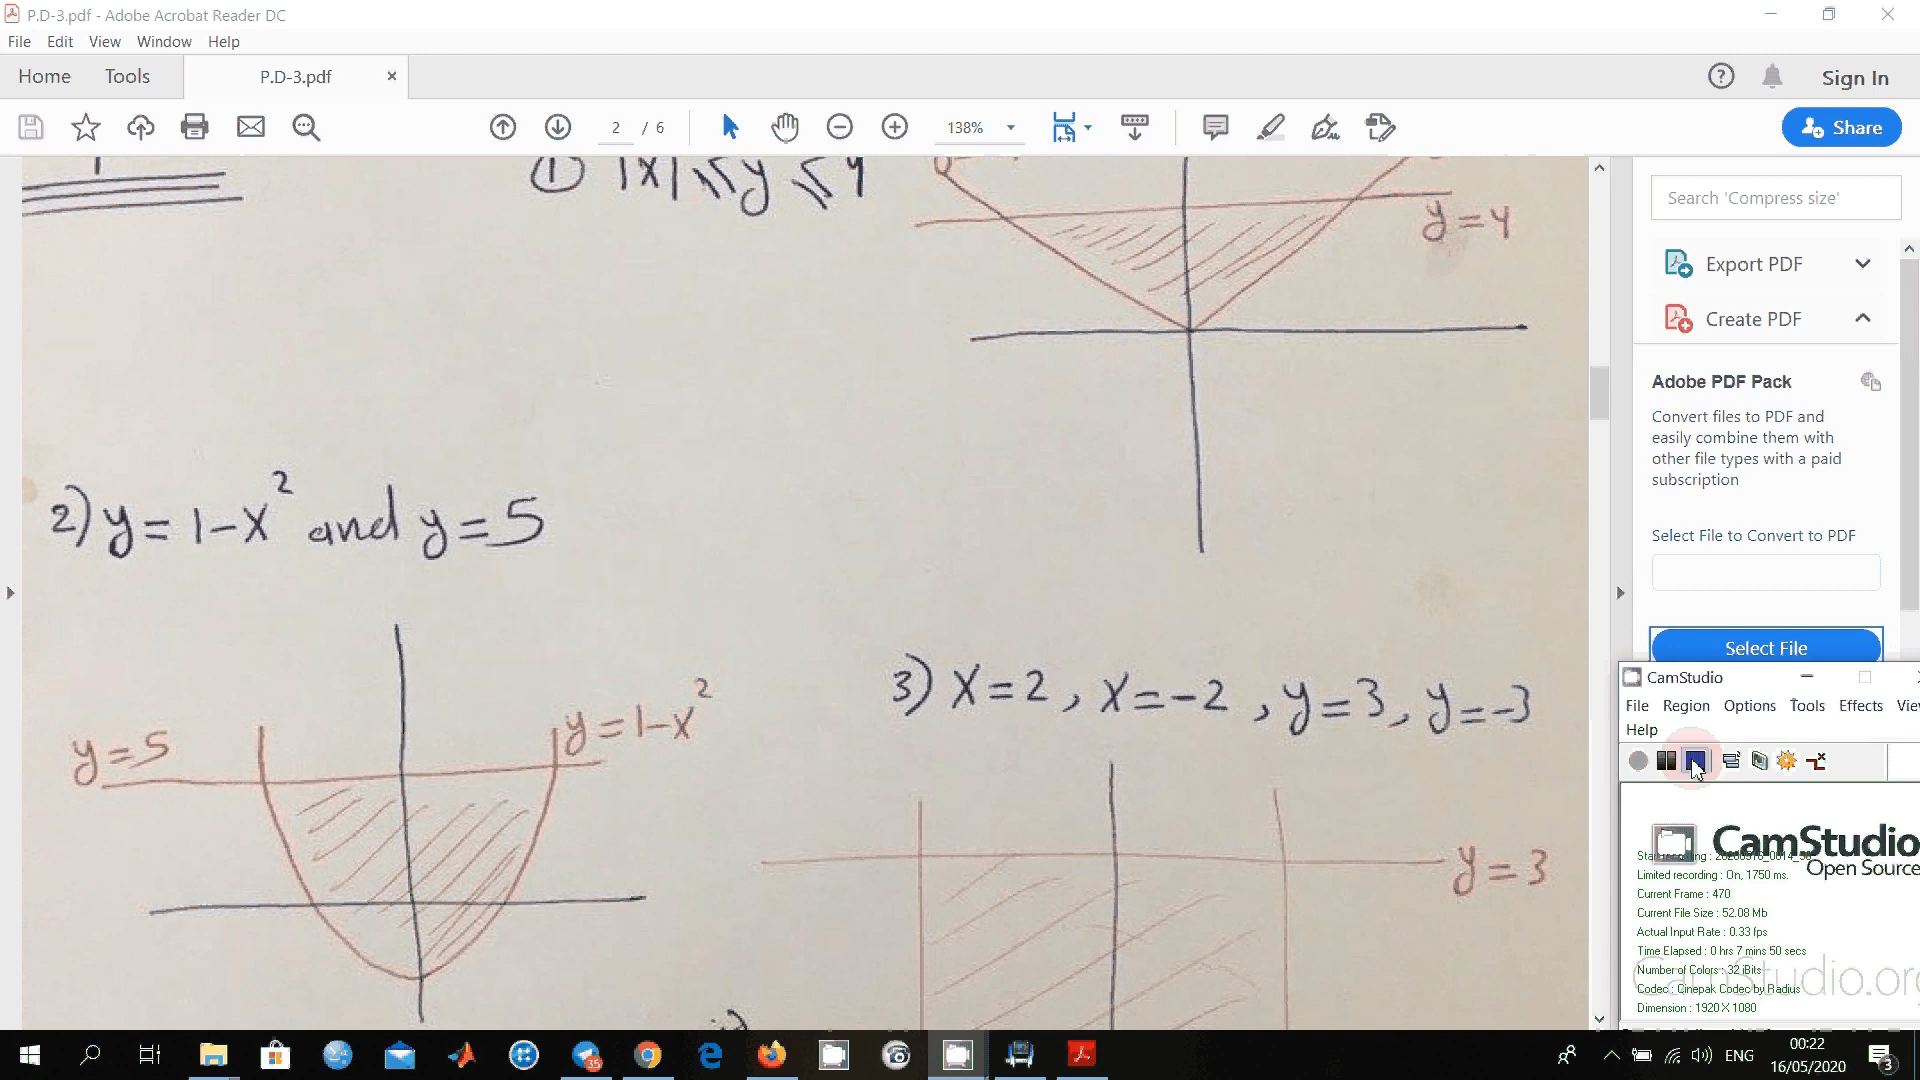 P.D-3.pdf - Adobe Acrobat Reader DC
File Edit View Window Help
Home Tools P.D-3.pdf × Sign In
2 / 6 138% Share
① |x| ≤ y ≤ 4
y=4
2) y = 1-x² and y = 5
y=5
y=1-x²
3) x=2, x=-2, y=3, y=-3
y=3
Search 'Compress size'
Export PDF
Create PDF
Adobe PDF Pack
Convert files to PDF and
easily combine them with
other file types with a paid
subscription
Select File to Convert to PDF
Select File
CamStudio
File Region Options Tools Effects
Help
CamStudio
Open Source
Limited recording : On, 1750 ms.
Current Frame : 470
Current File Size : 52.08 Mb
Actual Input Rate : 0.33 fps
Time Elapsed : 0 hrs 7 mins 50 secs
Number of Colors : 32 iBits
Codec : Cinepak Codec by Radius
Dimension : 1920 X 1080
35
ENG
00:22
16/05/2020
3